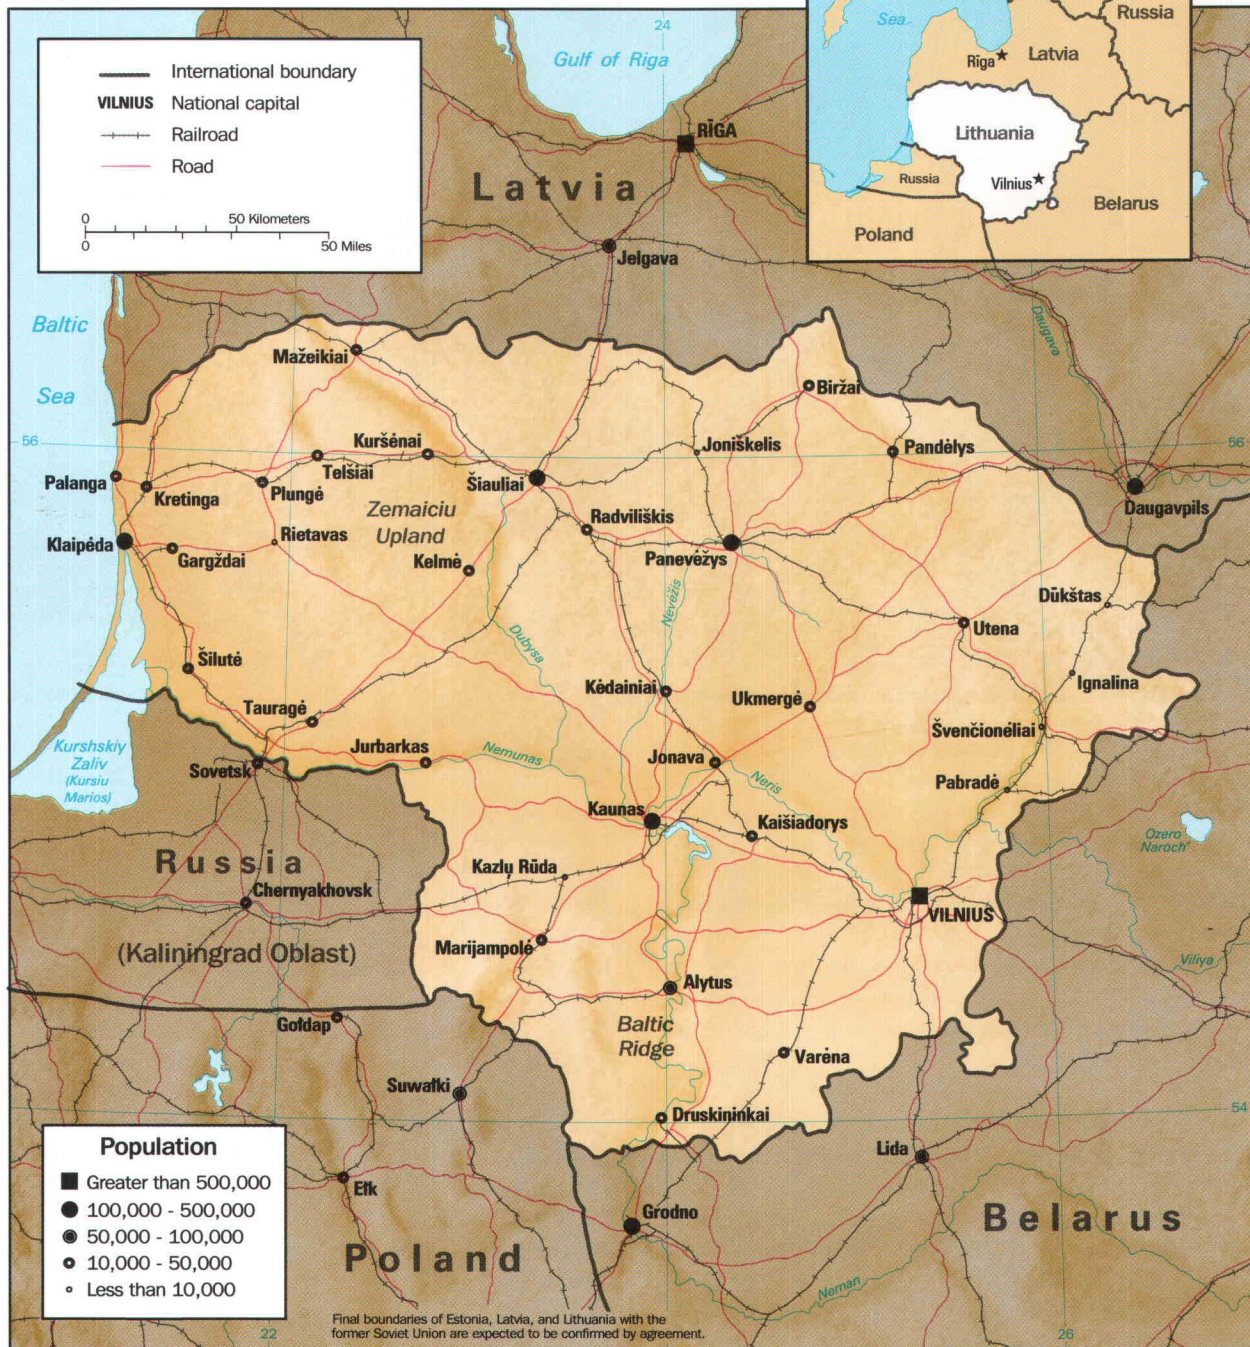 International boundary
VILNIUS National capital
Railroad
Road
0 50 Kilometers
0 50 Miles
Sea
Russia
Rīga
Latvia
Lithuania
Russia
Vilnius
Belarus
Poland
24
Gulf of Riga
RĪGA
Latvia
Jelgava
Daugava
Baltic
Sea
Mažeikiai
Biržai
56
56
Kuršėnai
Joniškelis
Pandėlys
Telšiai
Palanga
Kretinga
Plungė
Šiauliai
Daugavpils
Zemaiciu
Upland
Radviliškis
Klaipėda
Gargždai
Rietavas
Kelmė
Panevėžys
Nevėžis
Dūkštas
Utena
Dubysa
Šilutė
Kėdainiai
Ukmergė
Ignalina
Tauragė
Švenčionėliai
Kurshskiy
Zaliv
(Kursiu
Marios)
Sovetsk
Jurbarkas
Nemunas
Jonava
Neris
Pabradė
Kaunas
Kaišiadorys
Ozero
Naroch'
Russia
Kazlų Rūda
Chernyakhovsk
VILNIUS
(Kaliningrad Oblast)
Marijampolė
Viliya
Alytus
Gołdap
Baltic
Ridge
Varėna
Suwałki
Druskininkai
54
Lida
Population
Greater than 500,000
100,000 - 500,000
50,000 - 100,000
10,000 - 50,000
Less than 10,000
Ełk
Grodno
Belarus
Poland
Neman
Final boundaries of Estonia, Latvia, and Lithuania with the
former Soviet Union are expected to be confirmed by agreement.
22
26